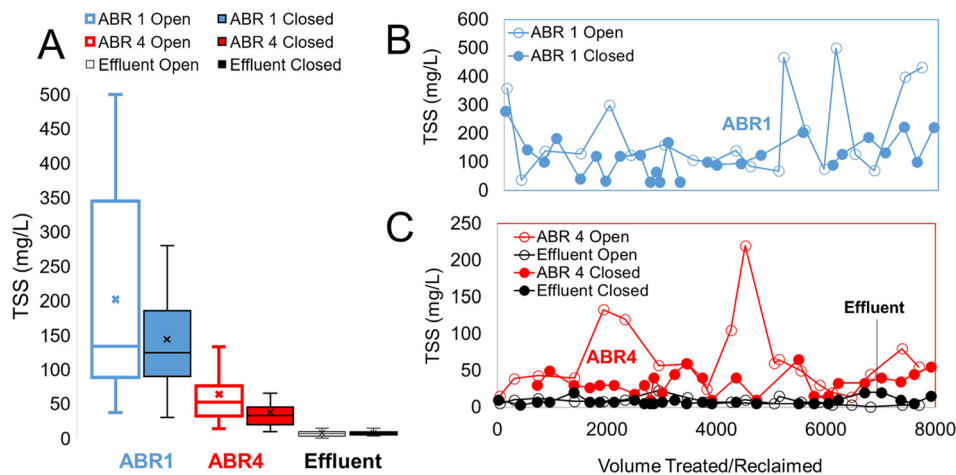 A
ABR 1 Open
ABR 1 Closed
ABR 4 Open
ABR 4 Closed
Effluent Open
Effluent Closed
TSS (mg/L)
500
450
400
350
300
250
200
150
100
50
0
ABR1
ABR4
Effluent
B
TSS (mg/L)
600
500
400
300
200
100
0
ABR 1 Open
ABR 1 Closed
ABR1
C
TSS (mg/L)
250
200
150
100
50
0
ABR 4 Open
Effluent Open
ABR 4 Closed
Effluent Closed
Effluent
ABR4
0
2000
4000
6000
8000
Volume Treated/Reclaimed